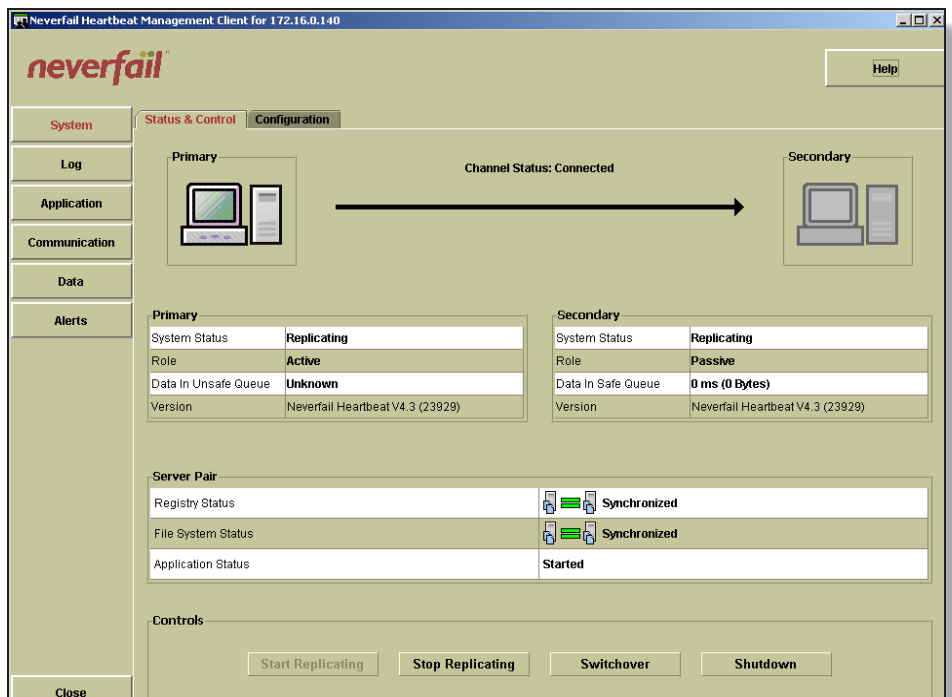 Neverfail Heartbeat Management Client for 172.16.0.140
neverfail
Help
System
Log
Application
Communication
Data
Alerts
Close
Status & Control
Configuration
Primary
Channel Status: Connected
Secondary
Primary
System Status Replicating
Role Active
Data In Unsafe Queue Unknown
Version Neverfail Heartbeat V4.3 (23929)
Secondary
System Status Replicating
Role Passive
Data In Safe Queue 0 ms (0 Bytes)
Version Neverfail Heartbeat V4.3 (23929)
Server Pair
Registry Status Synchronized
File System Status Synchronized
Application Status Started
Controls
Start Replicating
Stop Replicating
Switchover
Shutdown